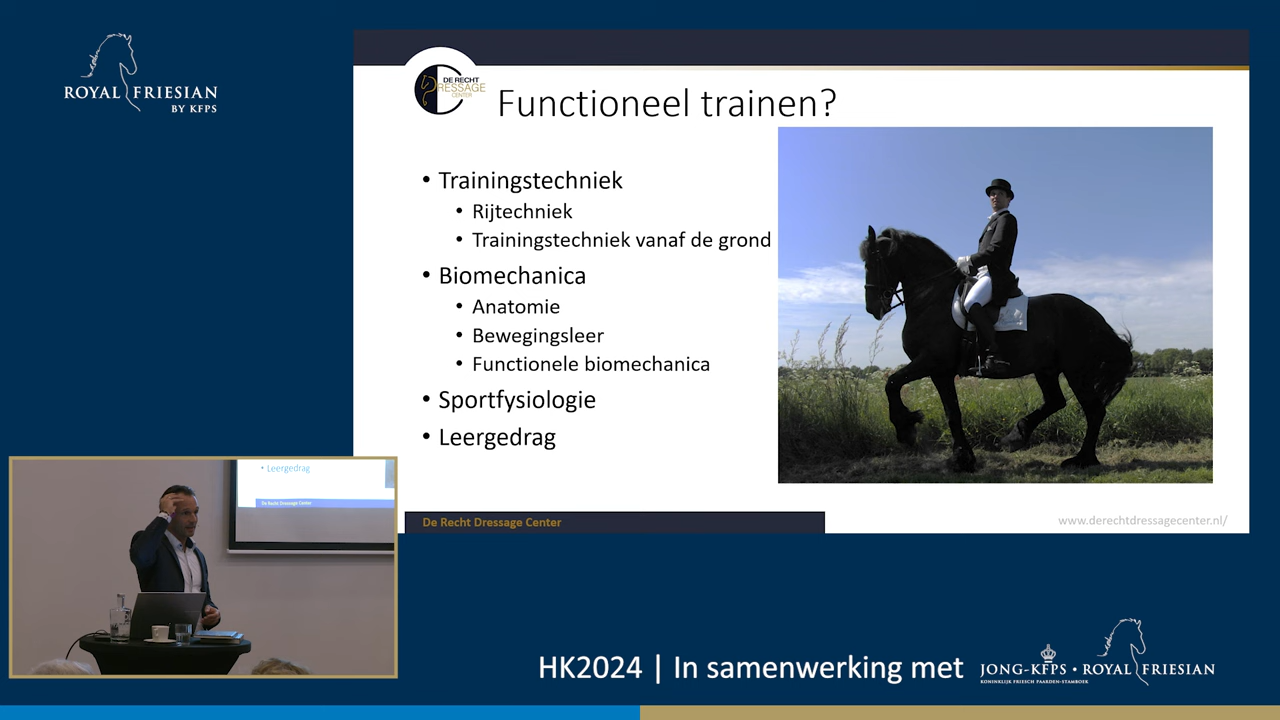 ROYAL FRIESIAN
BY KFPS
DE RECHT
DRESSAGE
CENTER
Functioneel trainen?
• Trainingstechniek
• Rijtechniek
• Trainingstechniek vanaf de grond
• Biomechanica
• Anatomie
• Bewegingsleer
• Functionele biomechanica
• Sportfysiologie
• Leergedrag
De Recht Dressage Center
www.derechtdressagecenter.nl/
• Leergedrag
De Recht Dressage Center
HK2024 | In samenwerking met
JONG-KFPS • ROYAL FRIESIAN
KONINKLIJK FRIESCH PAARDEN-STAMBOEK